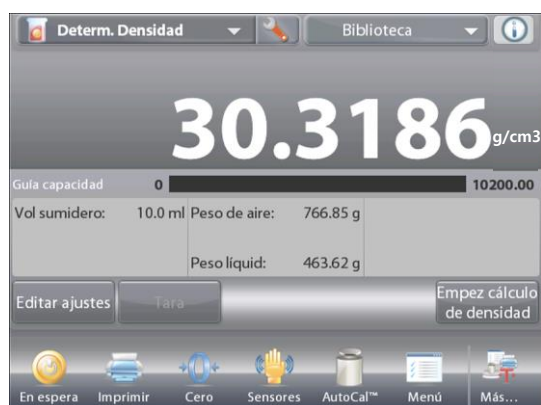 Determ. Densidad Biblioteca
30.3186 g/cm3
Guía capacidad 0 10200.00
Vol sumidero: 10.0 ml Peso de aire: 766.85 g
Peso líquid: 463.62 g
Editar ajustes Tara Empez cálculo
de densidad
En espera Imprimir Cero Sensores AutoCal™ Menú Más...